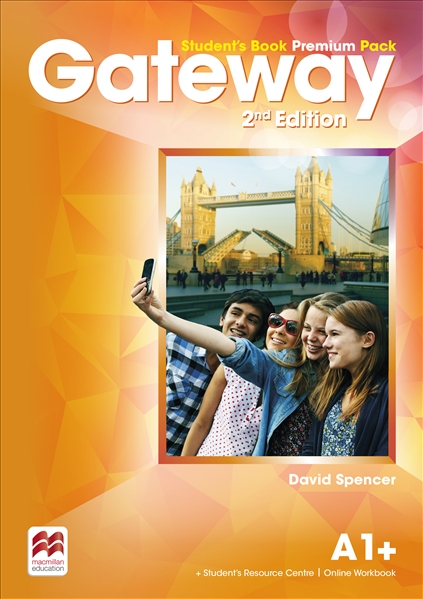 Student's Book Premium Pack
Gateway
2nd Edition
David Spencer
A1+
+ Student's Resource Centre | Online Workbook
macmillan
education